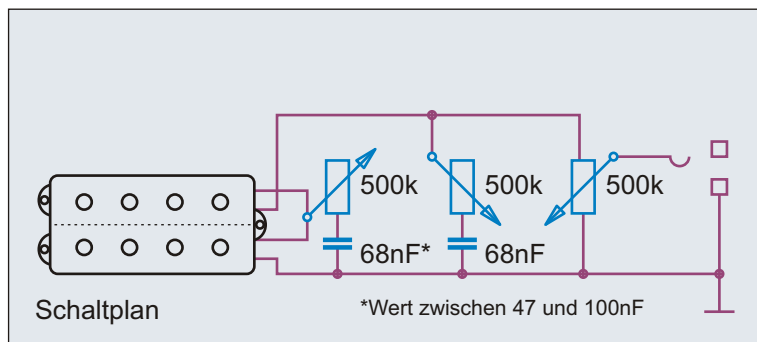 500k
500k
500k
68nF*
68nF
Schaltplan
*Wert zwischen 47 und 100nF